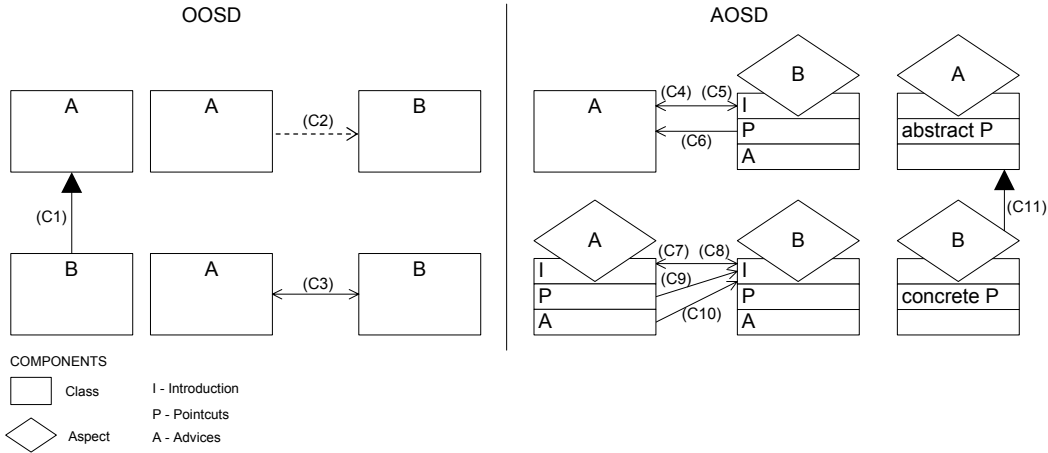 OOSD
AOSD
A
A
(C2)
B
(C1)
B
A
(C3)
B
A
(C4) (C5)
(C6)
B
I
P
A
A
abstract P
(C11)
A
I
P
A
(C7) (C8)
(C9)
(C10)
B
I
P
A
B
concrete P
COMPONENTS
Class
Aspect
I - Introduction
P - Pointcuts
A - Advices